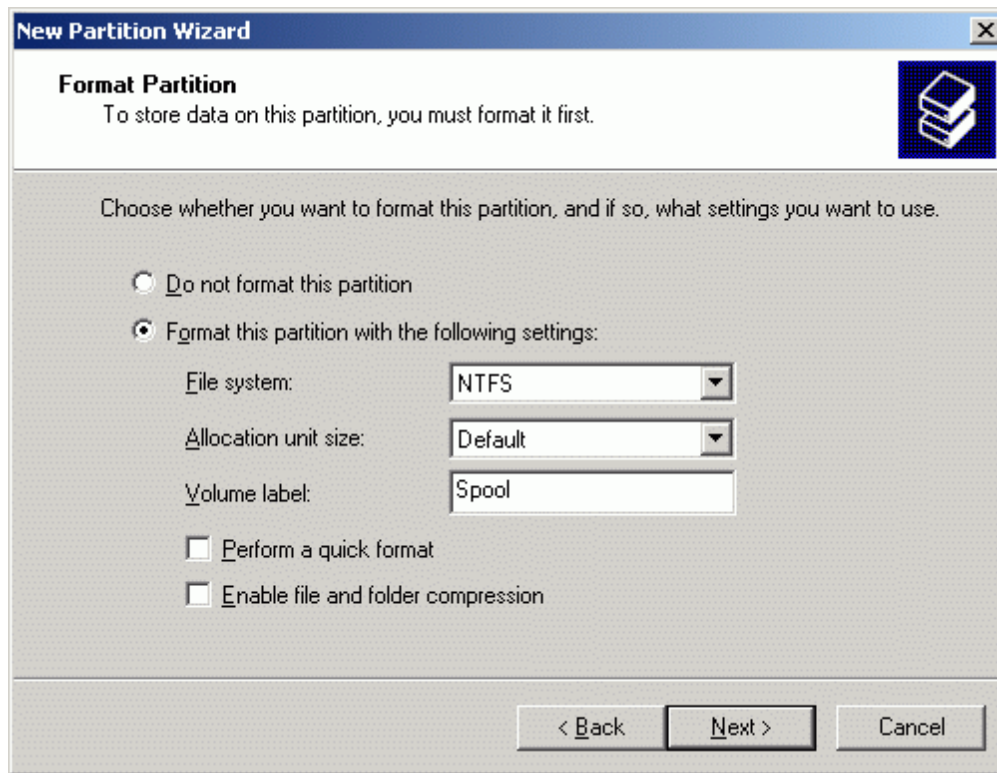 New Partition Wizard
Format Partition
To store data on this partition, you must format it first.
Choose whether you want to format this partition, and if so, what settings you want to use.
Do not format this partition
Format this partition with the following settings:
File system: NTFS
Allocation unit size: Default
Volume label: Spool
Perform a quick format
Enable file and folder compression
< Back Next > Cancel